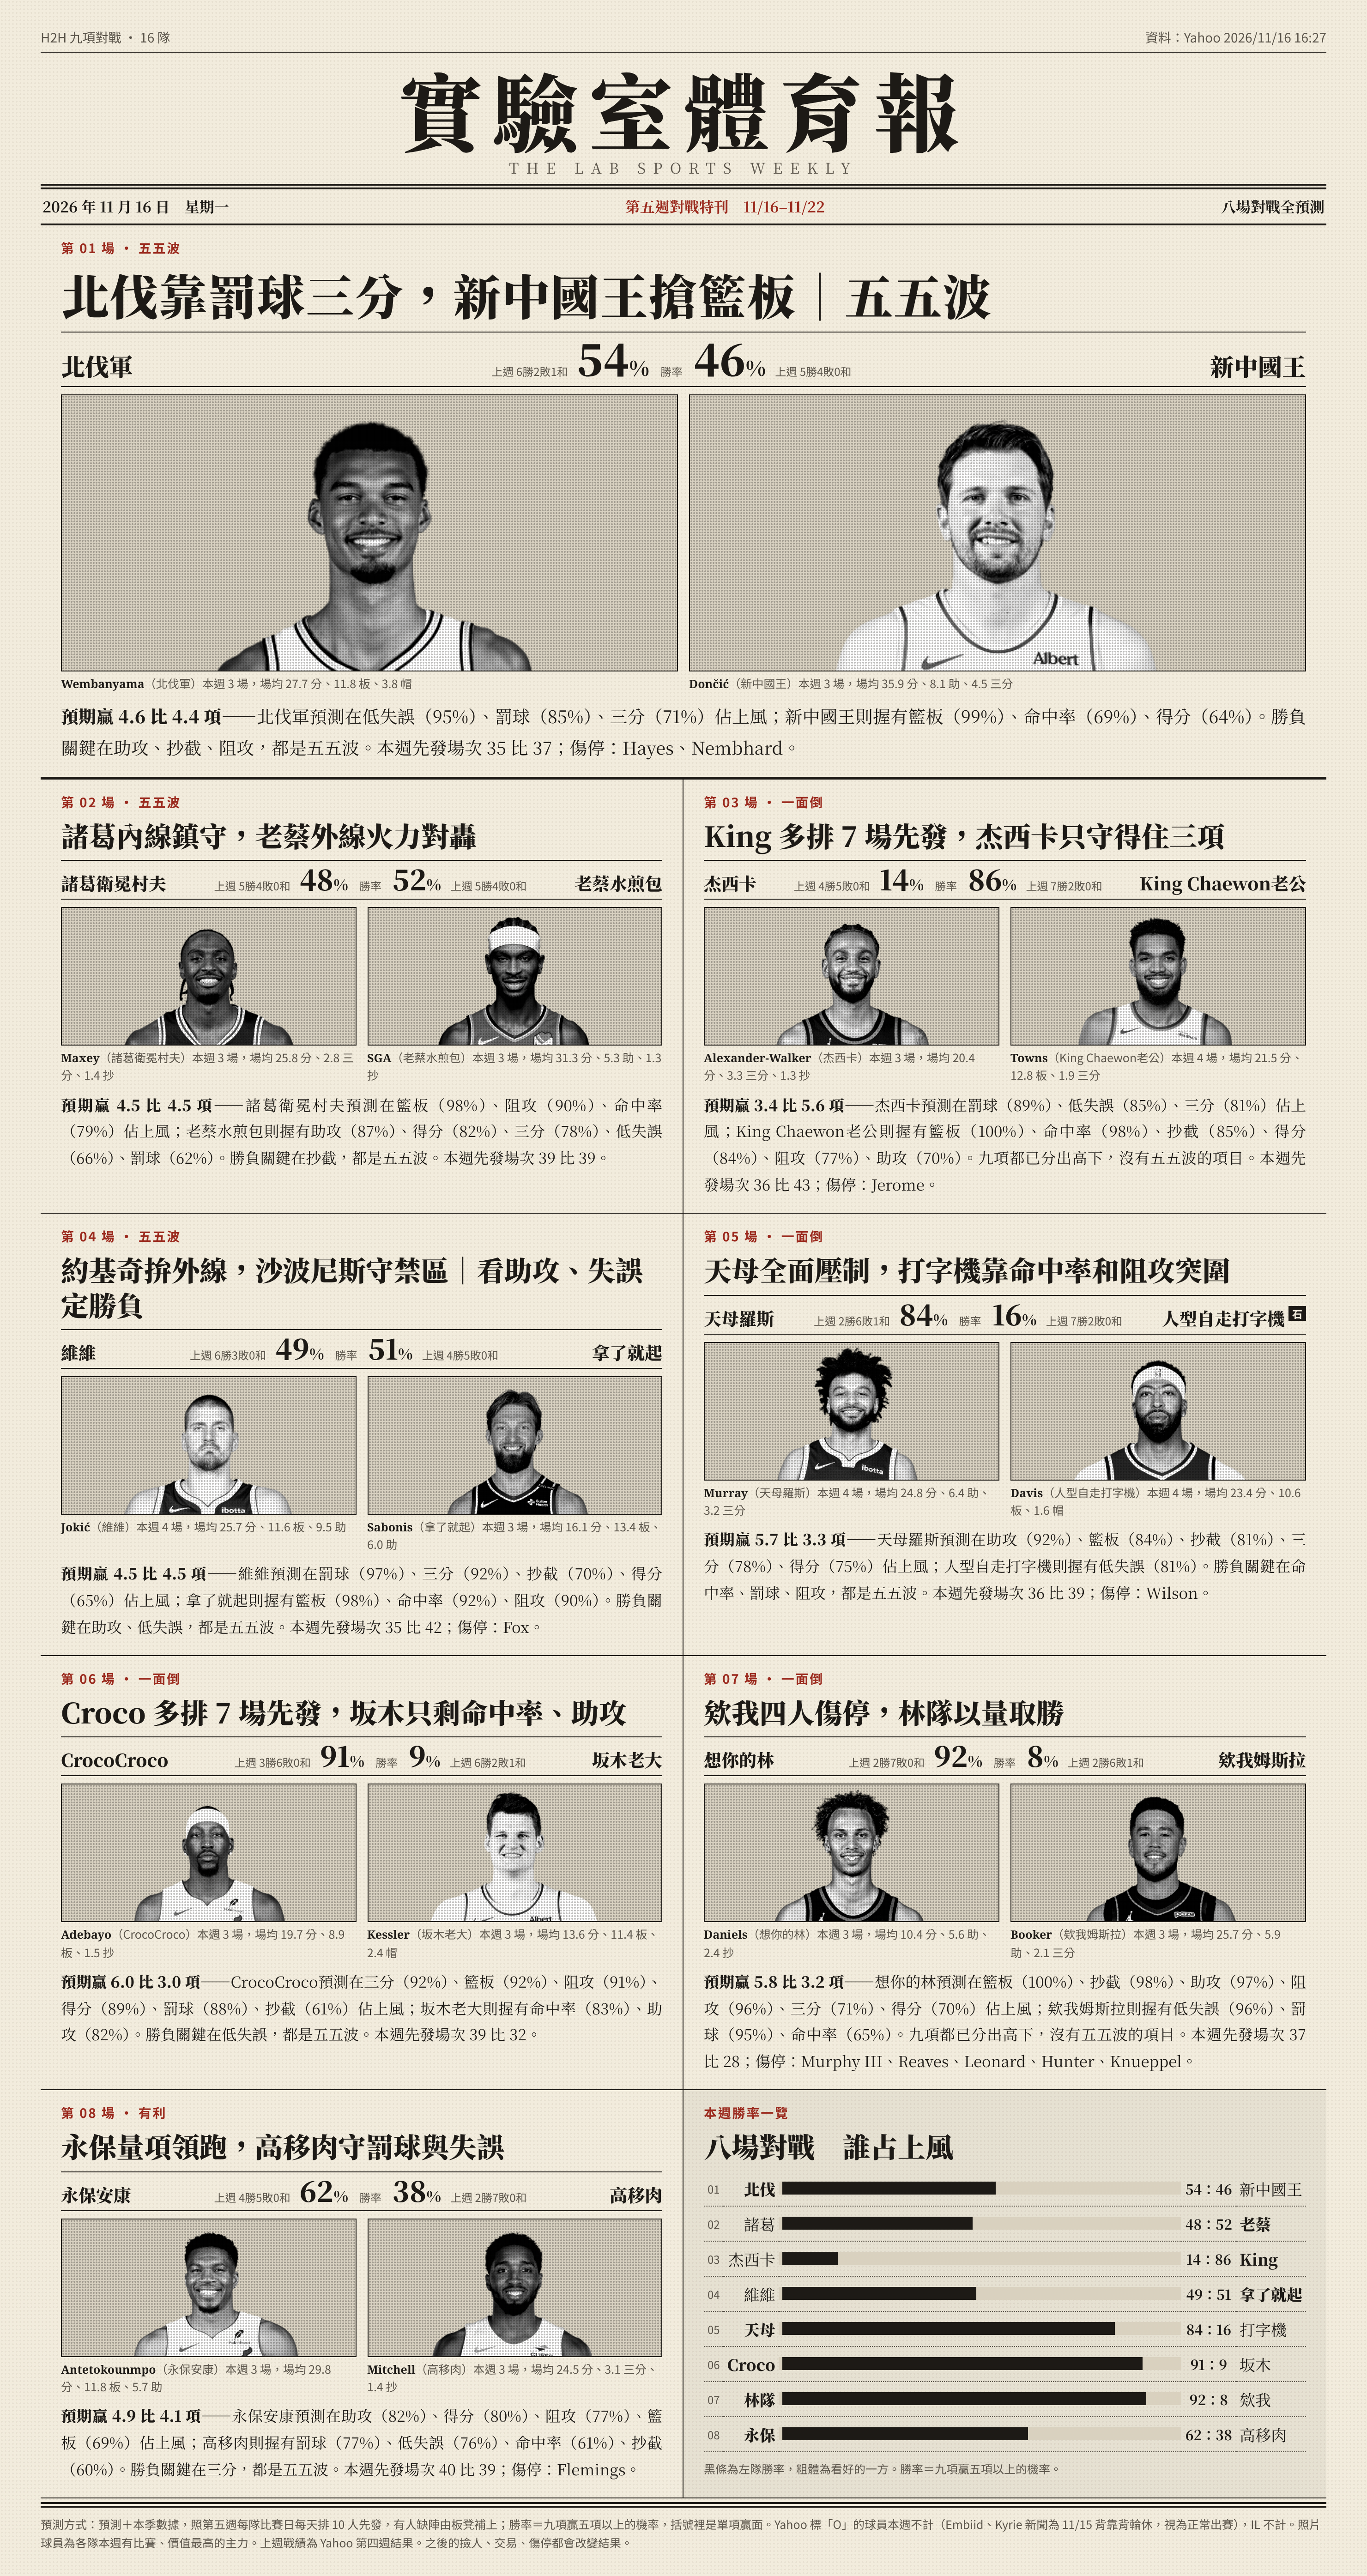 H2H 九項對戰 ・ 16 隊
資料：Yahoo 2026/11/16 16:27
實驗室體育報
THE LAB SPORTS WEEKLY
2026 年 11 月 16 日　星期一
第五週對戰特刊　11/16–11/22
八場對戰全預測
第 01 場 ・ 五五波
北伐靠罰球三分，新中國王搶籃板｜五五波
北伐軍 上週 6勝2敗1和 54% 勝率 46% 上週 5勝4敗0和 新中國王
Albert
Wembanyama（北伐軍）本週 3 場，場均 27.7 分、11.8 板、3.8 帽
Dončić（新中國王）本週 3 場，場均 35.9 分、8.1 助、4.5 三分
預期贏 4.6 比 4.4 項——北伐軍預測在低失誤（95%）、罰球（85%）、三分（71%）佔上風；新中國王則握有籃板（99%）、命中率（69%）、得分（64%）。勝負
關鍵在助攻、抄截、阻攻，都是五五波。本週先發場次 35 比 37；傷停：Hayes、Nembhard。
第 02 場 ・ 五五波
諸葛內線鎮守，老蔡外線火力對轟
諸葛衛冕村夫 上週 5勝4敗0和 48% 勝率 52% 上週 5勝4敗0和 老蔡水煎包
Maxey（諸葛衛冕村夫）本週 3 場，場均 25.8 分、2.8 三
分、1.4 抄
SGA（老蔡水煎包）本週 3 場，場均 31.3 分、5.3 助、1.3
抄
預期贏 4.5 比 4.5 項——諸葛衛冕村夫預測在籃板（98%）、阻攻（90%）、命中率
（79%）佔上風；老蔡水煎包則握有助攻（87%）、得分（82%）、三分（78%）、低失誤
（66%）、罰球（62%）。勝負關鍵在抄截，都是五五波。本週先發場次 39 比 39。
第 03 場 ・ 一面倒
King 多排 7 場先發，杰西卡只守得住三項
杰西卡 上週 4勝5敗0和 14% 勝率 86% 上週 7勝2敗0和 King Chaewon老公
Alexander-Walker（杰西卡）本週 3 場，場均 20.4
分、3.3 三分、1.3 抄
Towns（King Chaewon老公）本週 4 場，場均 21.5 分、
12.8 板、1.9 三分
預期贏 3.4 比 5.6 項——杰西卡預測在罰球（89%）、低失誤（85%）、三分（81%）佔上
風；King Chaewon老公則握有籃板（100%）、命中率（98%）、抄截（85%）、得分
（84%）、阻攻（77%）、助攻（70%）。九項都已分出高下，沒有五五波的項目。本週先
發場次 36 比 43；傷停：Jerome。
第 04 場 ・ 五五波
約基奇拚外線，沙波尼斯守禁區｜看助攻、失誤
定勝負
維維 上週 6勝3敗0和 49% 勝率 51% 上週 4勝5敗0和 拿了就起
ibotta
Jokić（維維）本週 4 場，場均 25.7 分、11.6 板、9.5 助
Sabonis（拿了就起）本週 3 場，場均 16.1 分、13.4 板、
6.0 助
預期贏 4.5 比 4.5 項——維維預測在罰球（97%）、三分（92%）、抄截（70%）、得分
（65%）佔上風；拿了就起則握有籃板（98%）、命中率（92%）、阻攻（90%）。勝負關
鍵在助攻、低失誤，都是五五波。本週先發場次 35 比 42；傷停：Fox。
第 05 場 ・ 一面倒
天母全面壓制，打字機靠命中率和阻攻突圍
天母羅斯 上週 2勝6敗1和 84% 勝率 16% 上週 7勝2敗0和 人型自走打字機 石
ibotta
Murray（天母羅斯）本週 4 場，場均 24.8 分、6.4 助、
3.2 三分
Davis（人型自走打字機）本週 4 場，場均 23.4 分、10.6
板、1.6 帽
預期贏 5.7 比 3.3 項——天母羅斯預測在助攻（92%）、籃板（84%）、抄截（81%）、三
分（78%）、得分（75%）佔上風；人型自走打字機則握有低失誤（81%）。勝負關鍵在命
中率、罰球、阻攻，都是五五波。本週先發場次 36 比 39；傷停：Wilson。
第 06 場 ・ 一面倒
Croco 多排 7 場先發，坂木只剩命中率、助攻
CrocoCroco 上週 3勝6敗0和 91% 勝率 9% 上週 6勝2敗1和 坂木老大
Albert
Adebayo（CrocoCroco）本週 3 場，場均 19.7 分、8.9
板、1.5 抄
Kessler（坂木老大）本週 3 場，場均 13.6 分、11.4 板、
2.4 帽
預期贏 6.0 比 3.0 項——CrocoCroco預測在三分（92%）、籃板（92%）、阻攻（91%）、
得分（89%）、罰球（88%）、抄截（61%）佔上風；坂木老大則握有命中率（83%）、助
攻（82%）。勝負關鍵在低失誤，都是五五波。本週先發場次 39 比 32。
第 07 場 ・ 一面倒
欸我四人傷停，林隊以量取勝
想你的林 上週 2勝7敗0和 92% 勝率 8% 上週 2勝6敗1和 欸我姆斯拉
Daniels（想你的林）本週 3 場，場均 10.4 分、5.6 助、
2.4 抄
Booker（欸我姆斯拉）本週 3 場，場均 25.7 分、5.9
助、2.1 三分
預期贏 5.8 比 3.2 項——想你的林預測在籃板（100%）、抄截（98%）、助攻（97%）、阻
攻（96%）、三分（71%）、得分（70%）佔上風；欸我姆斯拉則握有低失誤（96%）、罰
球（95%）、命中率（65%）。九項都已分出高下，沒有五五波的項目。本週先發場次 37
比 28；傷停：Murphy III、Reaves、Leonard、Hunter、Knueppel。
第 08 場 ・ 有利
永保量項領跑，高移肉守罰球與失誤
永保安康 上週 4勝5敗0和 62% 勝率 38% 上週 2勝7敗0和 高移肉
Antetokounmpo（永保安康）本週 3 場，場均 29.8
分、11.8 板、5.7 助
Mitchell（高移肉）本週 3 場，場均 24.5 分、3.1 三分、
1.4 抄
預期贏 4.9 比 4.1 項——永保安康預測在助攻（82%）、得分（80%）、阻攻（77%）、籃
板（69%）佔上風；高移肉則握有罰球（77%）、低失誤（76%）、命中率（61%）、抄截
（60%）。勝負關鍵在三分，都是五五波。本週先發場次 40 比 39；傷停：Flemings。
本週勝率一覽
八場對戰　誰占上風
01 北伐 54：46 新中國王
02 諸葛 48：52 老蔡
03 杰西卡 14：86 King
04 維維 49：51 拿了就起
05 天母 84：16 打字機
06 Croco 91：9 坂木
07 林隊 92：8 欸我
08 永保 62：38 高移肉
黑條為左隊勝率，粗體為看好的一方。勝率＝九項贏五項以上的機率。
預測方式：預測＋本季數據，照第五週每隊比賽日每天排 10 人先發，有人缺陣由板凳補上；勝率＝九項贏五項以上的機率，括號裡是單項贏面。Yahoo 標「O」的球員本週不計（Embiid、Kyrie 新聞為 11/15 背靠背輪休，視為正常出賽），IL 不計。照片
球員為各隊本週有比賽、價值最高的主力。上週戰績為 Yahoo 第四週結果。之後的撿人、交易、傷停都會改變結果。